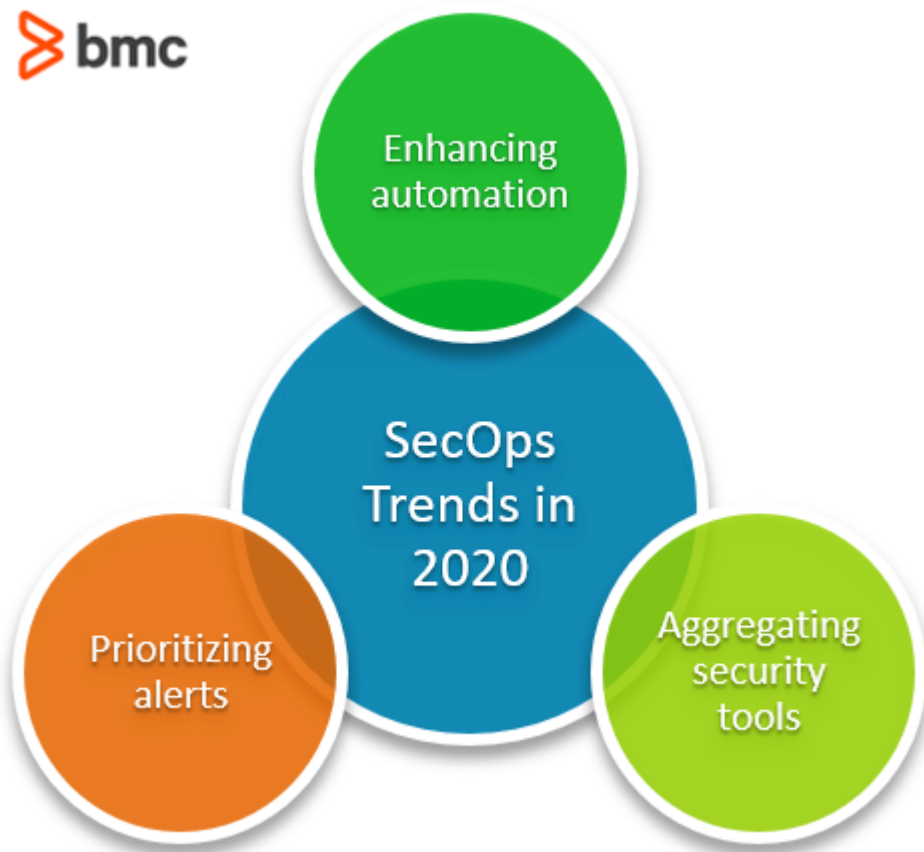 bmc
Enhancing
automation
SecOps
Trends in
2020
Prioritizing
alerts
Aggregating
security
tools